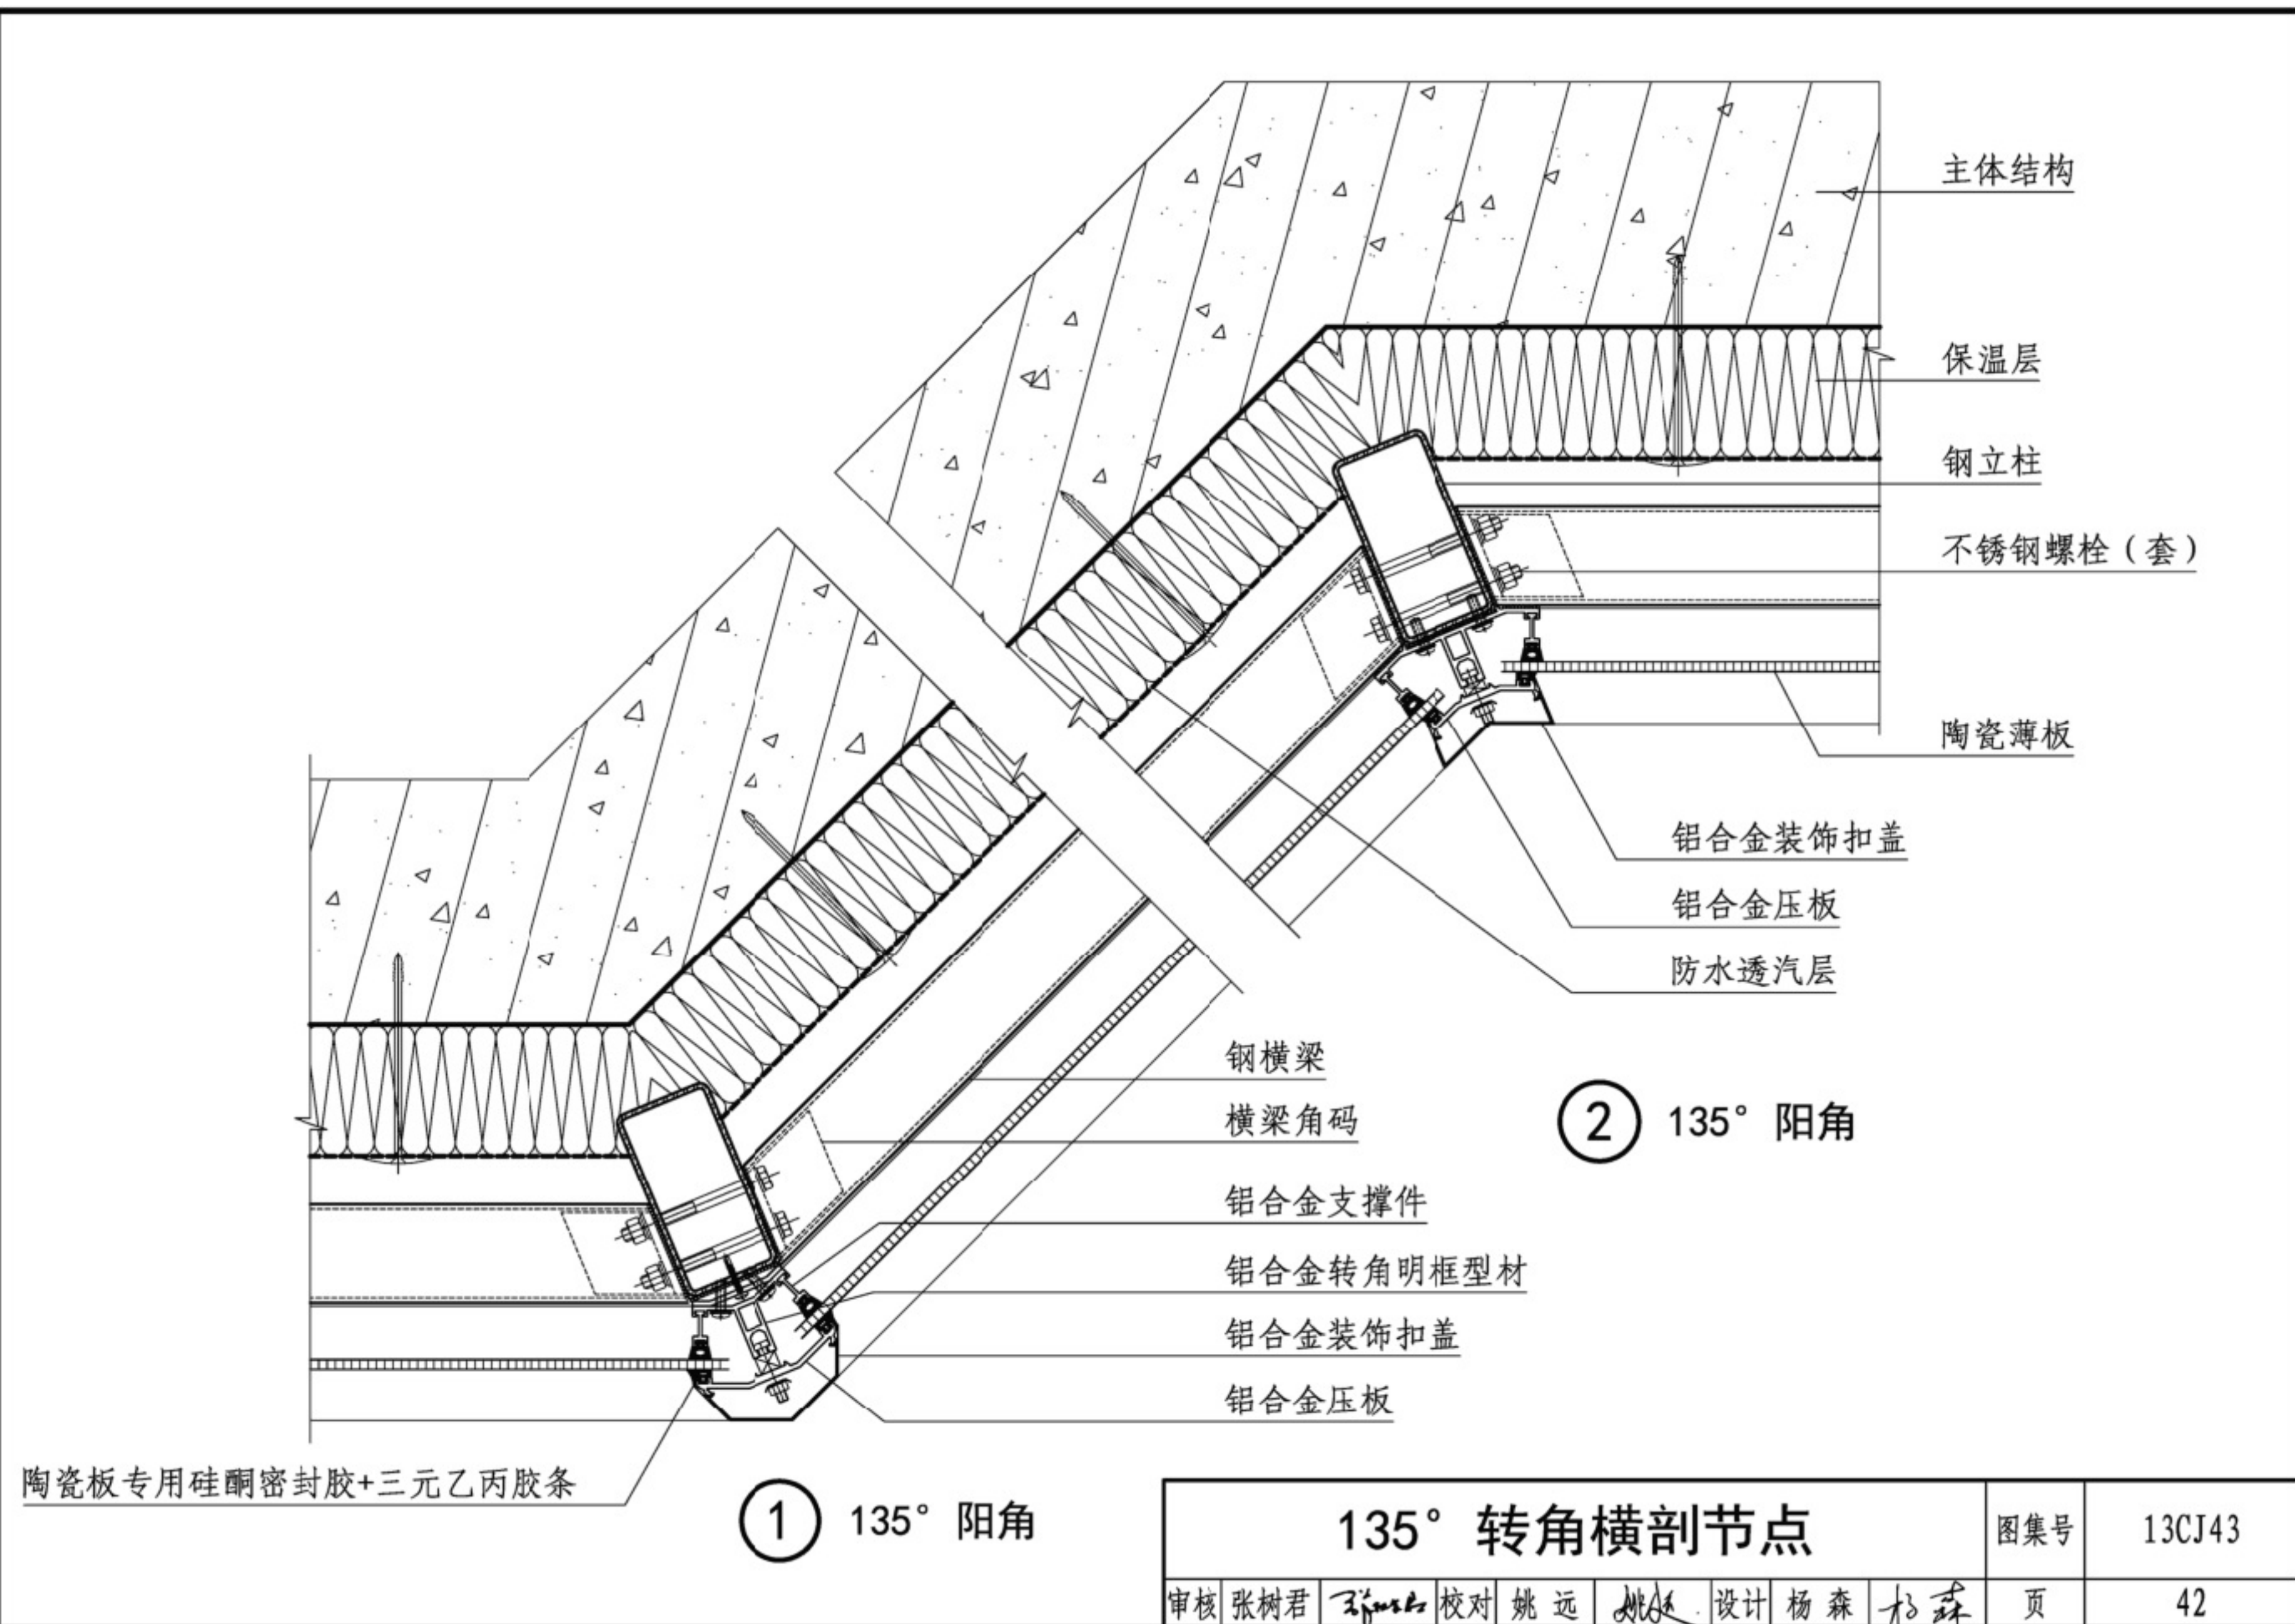 主体结构
保温层
钢立柱
不锈钢螺栓（套）
陶瓷薄板
铝合金装饰扣盖
铝合金压板
防水透汽层
钢横梁
横梁角码
铝合金支撑件
铝合金转角明框型材
铝合金装饰扣盖
铝合金压板
2 135° 阳角
陶瓷板专用硅酮密封胶+三元乙丙胶条
1 135° 阳角
135° 转角横剖节点 图集号 13CJ43
审核 张树君 校对 姚远 设计 杨森 杨森 页 42